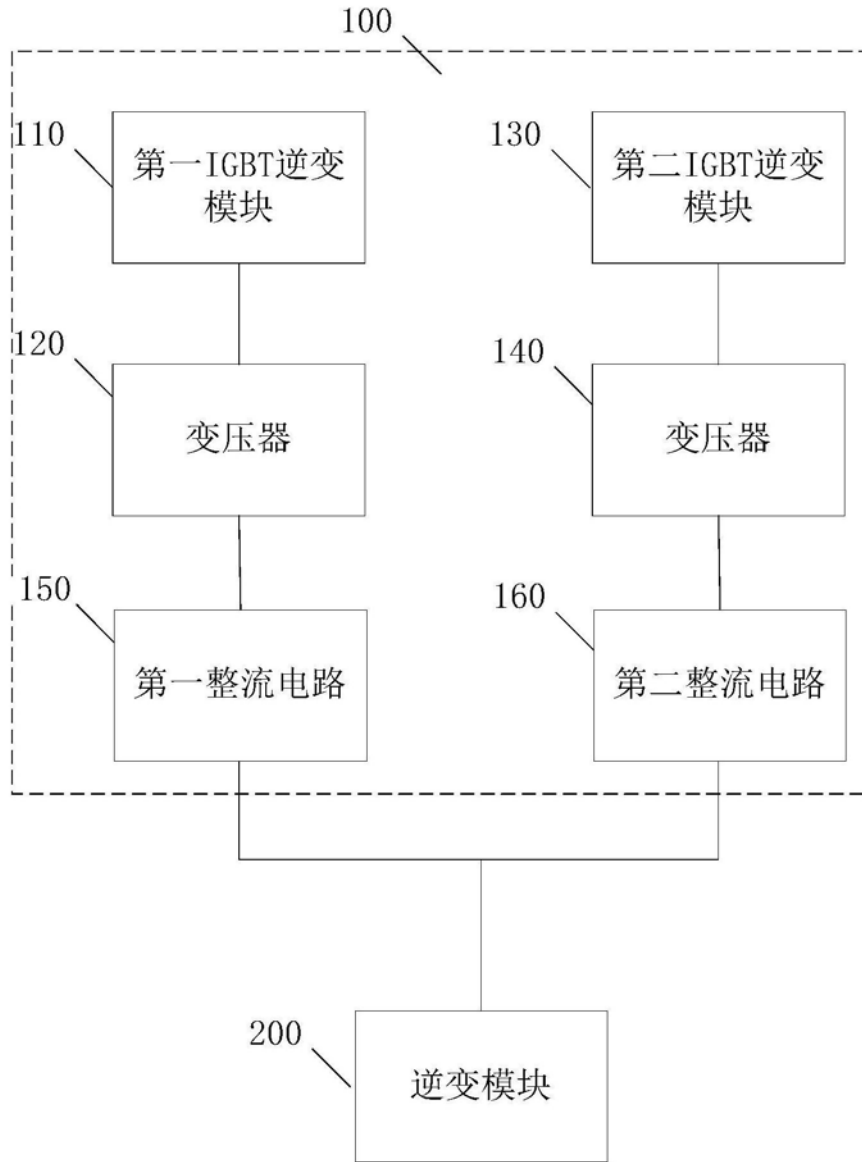 100
110
第一IGBT逆变
模块
130
第二IGBT逆变
模块
120
变压器
140
变压器
150
第一整流电路
160
第二整流电路
200
逆变模块